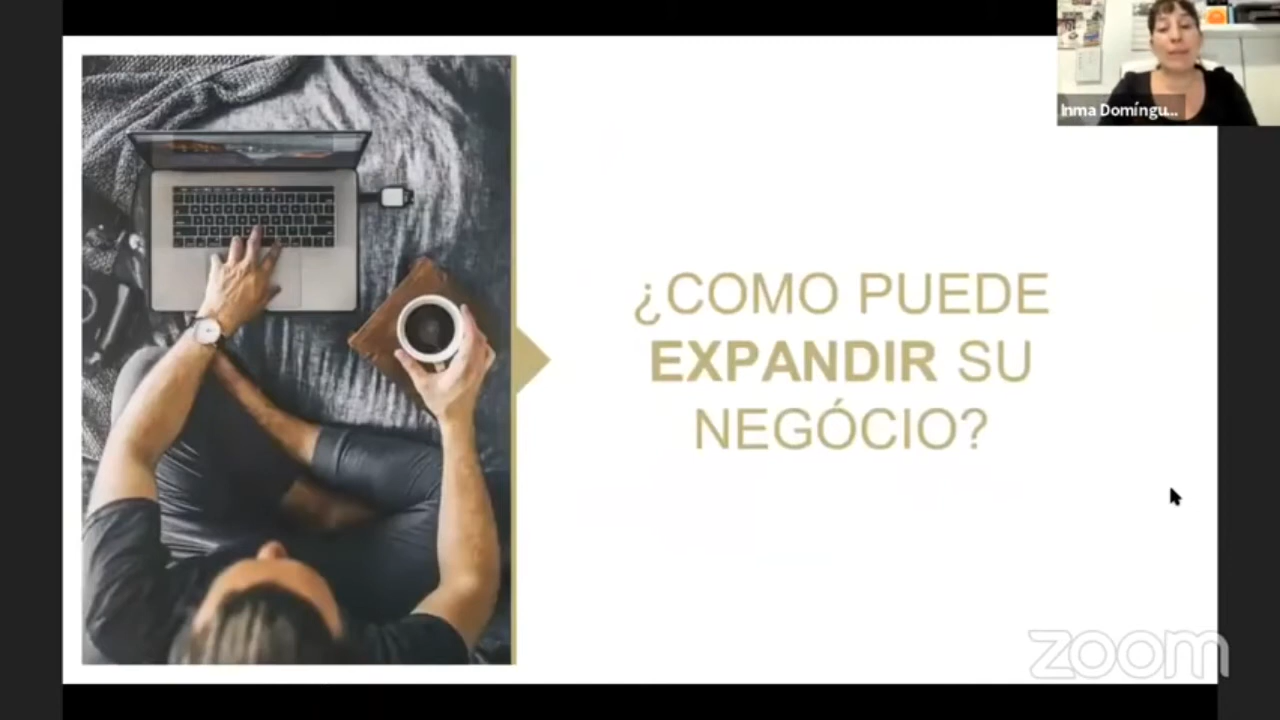 Inma Domíngu...
¿COMO PUEDE
EXPANDIR SU
NEGÓCIO?
zoom